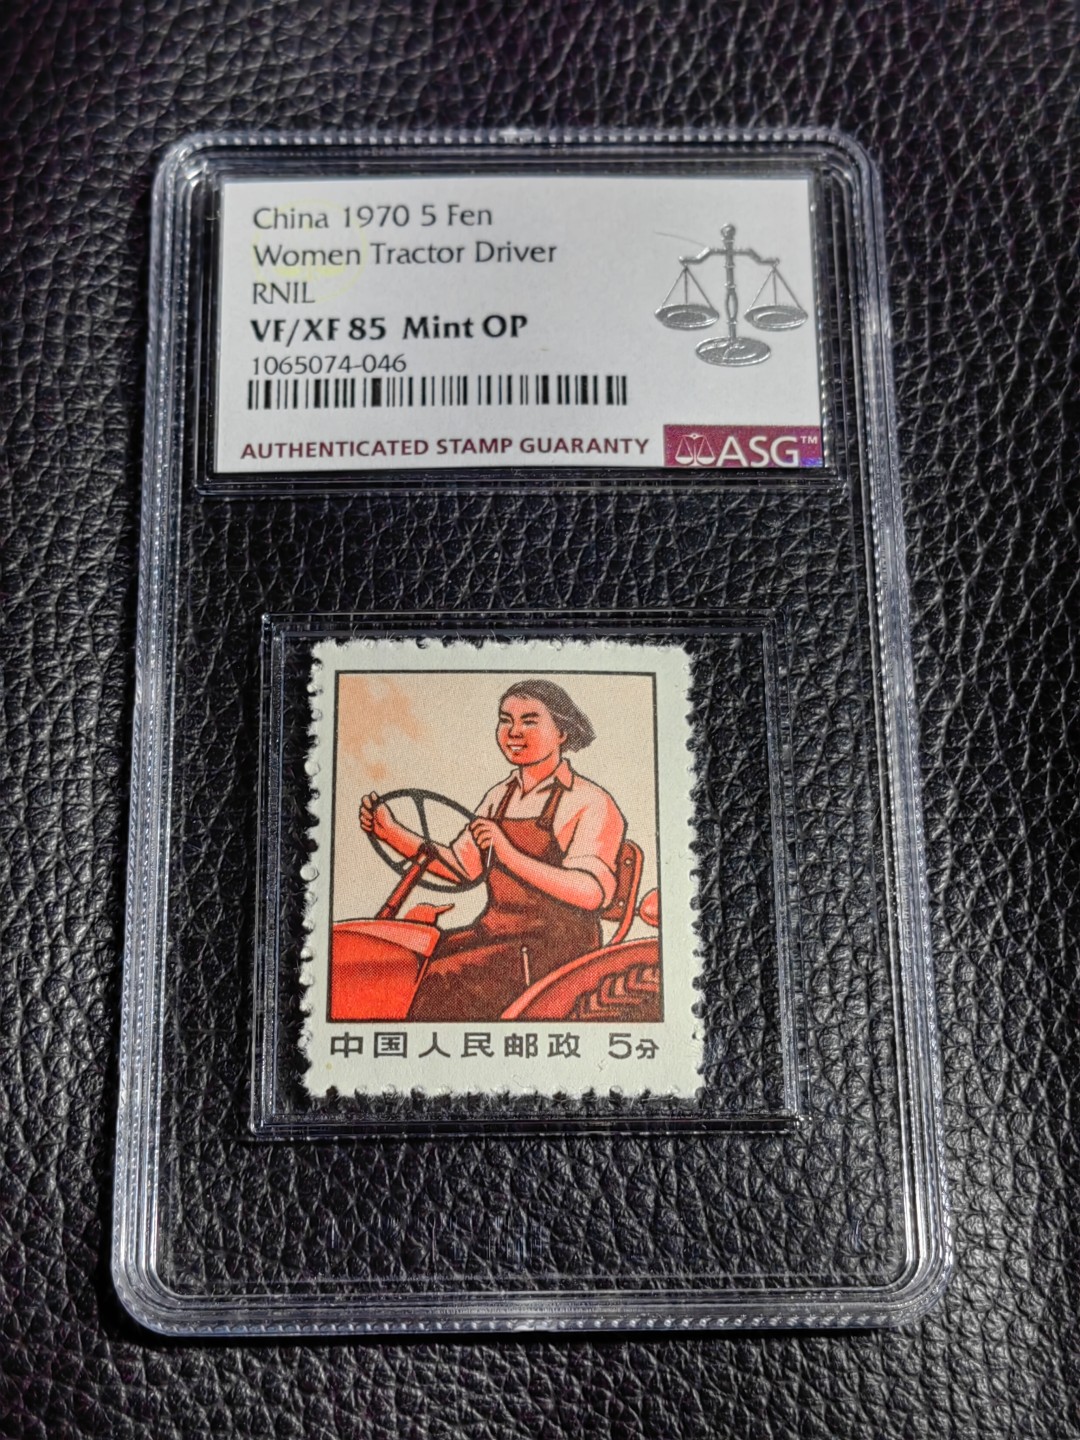 China 1970 5 Fen
Women Tractor Driver
RNIL
VF/XF 85 Mint OP
1065074-046
AUTHENTICATED STAMP GUARANTY ASG™
中国人民邮政 5分